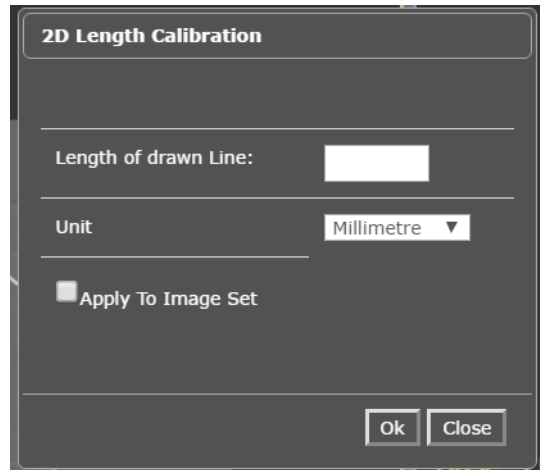 2D Length Calibration
Length of drawn Line:
Unit Millimetre ▼
Apply To Image Set
Ok Close